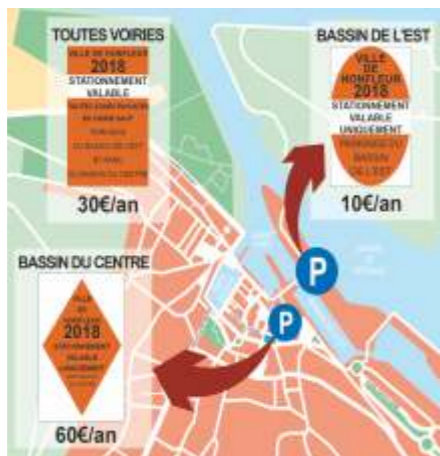 TOUTES VOIRIES
VILLE DE HONFLEUR
2018
STATIONNEMENT
VALABLE
30€/an
BASSIN DE L'EST
VILLE
DE
HONFLEUR
2018
STATIONNEMENT
VALABLE
UNIQUEMENT
PARKINGS DU
BASSIN
DE L'EST
10€/an
P
P
BASSIN DU CENTRE
VILLE
DE
HONFLEUR
2018
STATIONNEMENT
VALABLE
UNIQUEMENT
60€/an